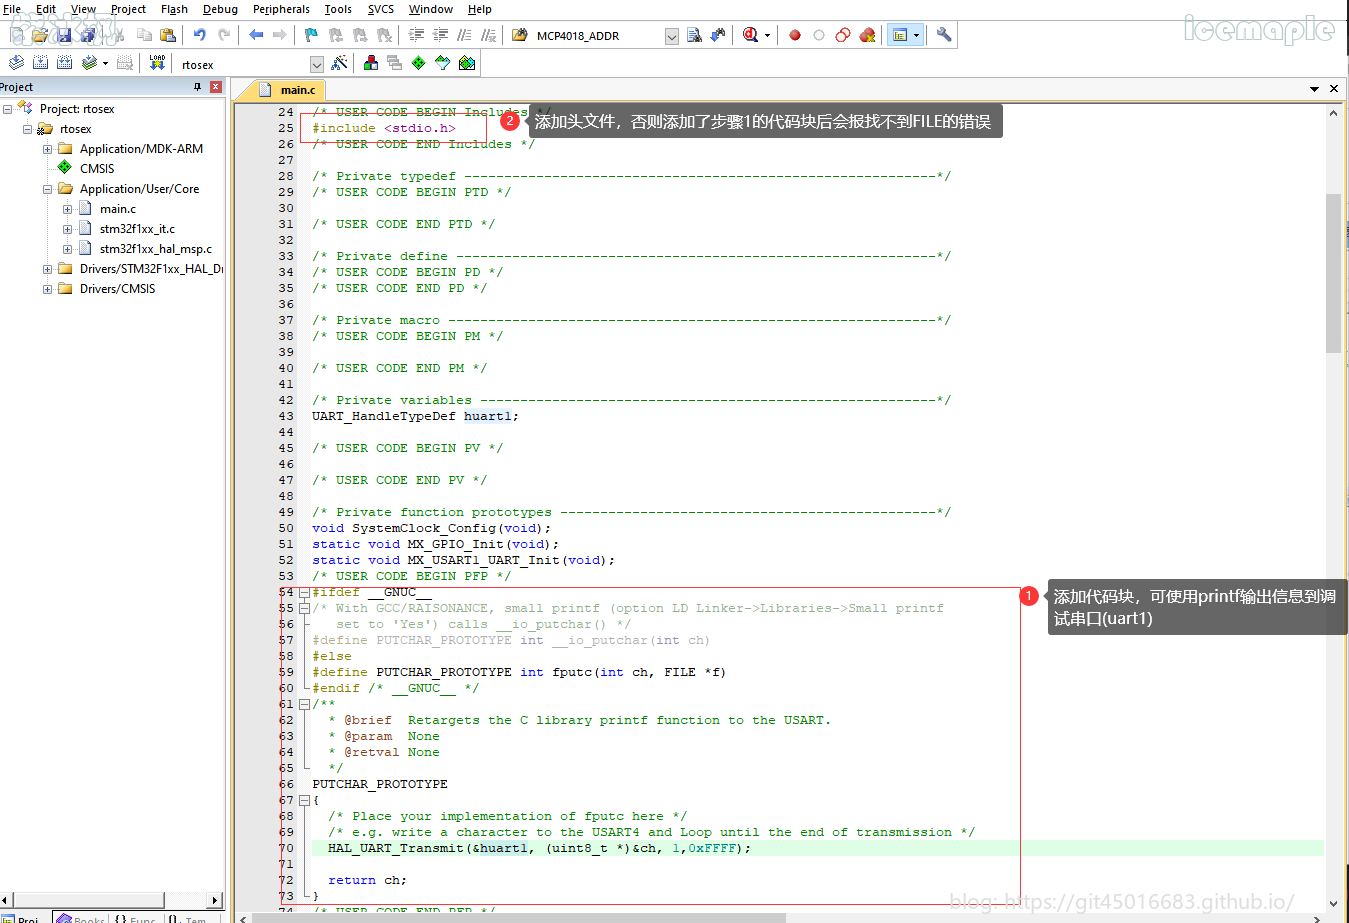 File Edit View Project Flash Debug Peripherals Tools SVCS Window Help
icemaple
MCP4018_ADDR
LOAD
rtosex
Project
main.c
Project: rtosex
rtosex
Application/MDK-ARM
CMSIS
Application/User/Core
main.c
stm32f1xx_it.c
stm32f1xx_hal_msp.c
Drivers/STM32F1xx_HAL_Dr
Drivers/CMSIS
24 /* USER CODE BEGIN Includes */
25 #include <stdio.h>
2 添加头文件，否则添加了步骤1的代码块后会报找不到FILE的错误
26 /* USER CODE END Includes */
27
28 /* Private typedef -----------------------------------------------------------*/
29 /* USER CODE BEGIN PTD */
30
31 /* USER CODE END PTD */
32
33 /* Private define ------------------------------------------------------------*/
34 /* USER CODE BEGIN PD */
35 /* USER CODE END PD */
36
37 /* Private macro -------------------------------------------------------------*/
38 /* USER CODE BEGIN PM */
39
40 /* USER CODE END PM */
41
42 /* Private variables ---------------------------------------------------------*/
43 UART_HandleTypeDef huart1;
44
45 /* USER CODE BEGIN PV */
46
47 /* USER CODE END PV */
48
49 /* Private function prototypes -----------------------------------------------*/
50 void SystemClock_Config(void);
51 static void MX_GPIO_Init(void);
52 static void MX_USART1_UART_Init(void);
53 /* USER CODE BEGIN PFP */
54 #ifdef __GNUC__
55 /* With GCC/RAISONANCE, small printf (option LD Linker->Libraries->Small printf
56 set to 'Yes') calls __io_putchar() */
57 #define PUTCHAR_PROTOTYPE int __io_putchar(int ch)
58 #else
59 #define PUTCHAR_PROTOTYPE int fputc(int ch, FILE *f)
60 #endif /* __GNUC__ */
61 /**
62 * @brief Retargets the C library printf function to the USART.
63 * @param None
64 * @retval None
65 */
66 PUTCHAR_PROTOTYPE
67 {
68 /* Place your implementation of fputc here */
69 /* e.g. write a character to the USART4 and Loop until the end of transmission */
70 HAL_UART_Transmit(&huart1, (uint8_t *)&ch, 1,0xFFFF);
71
72 return ch;
73 }
74 /* USER CODE END PFP */
1 添加代码块，可使用printf输出信息到调
试串口(uart1)
Proj Books {} Func Tem
blog: https://git45016683.github.io/